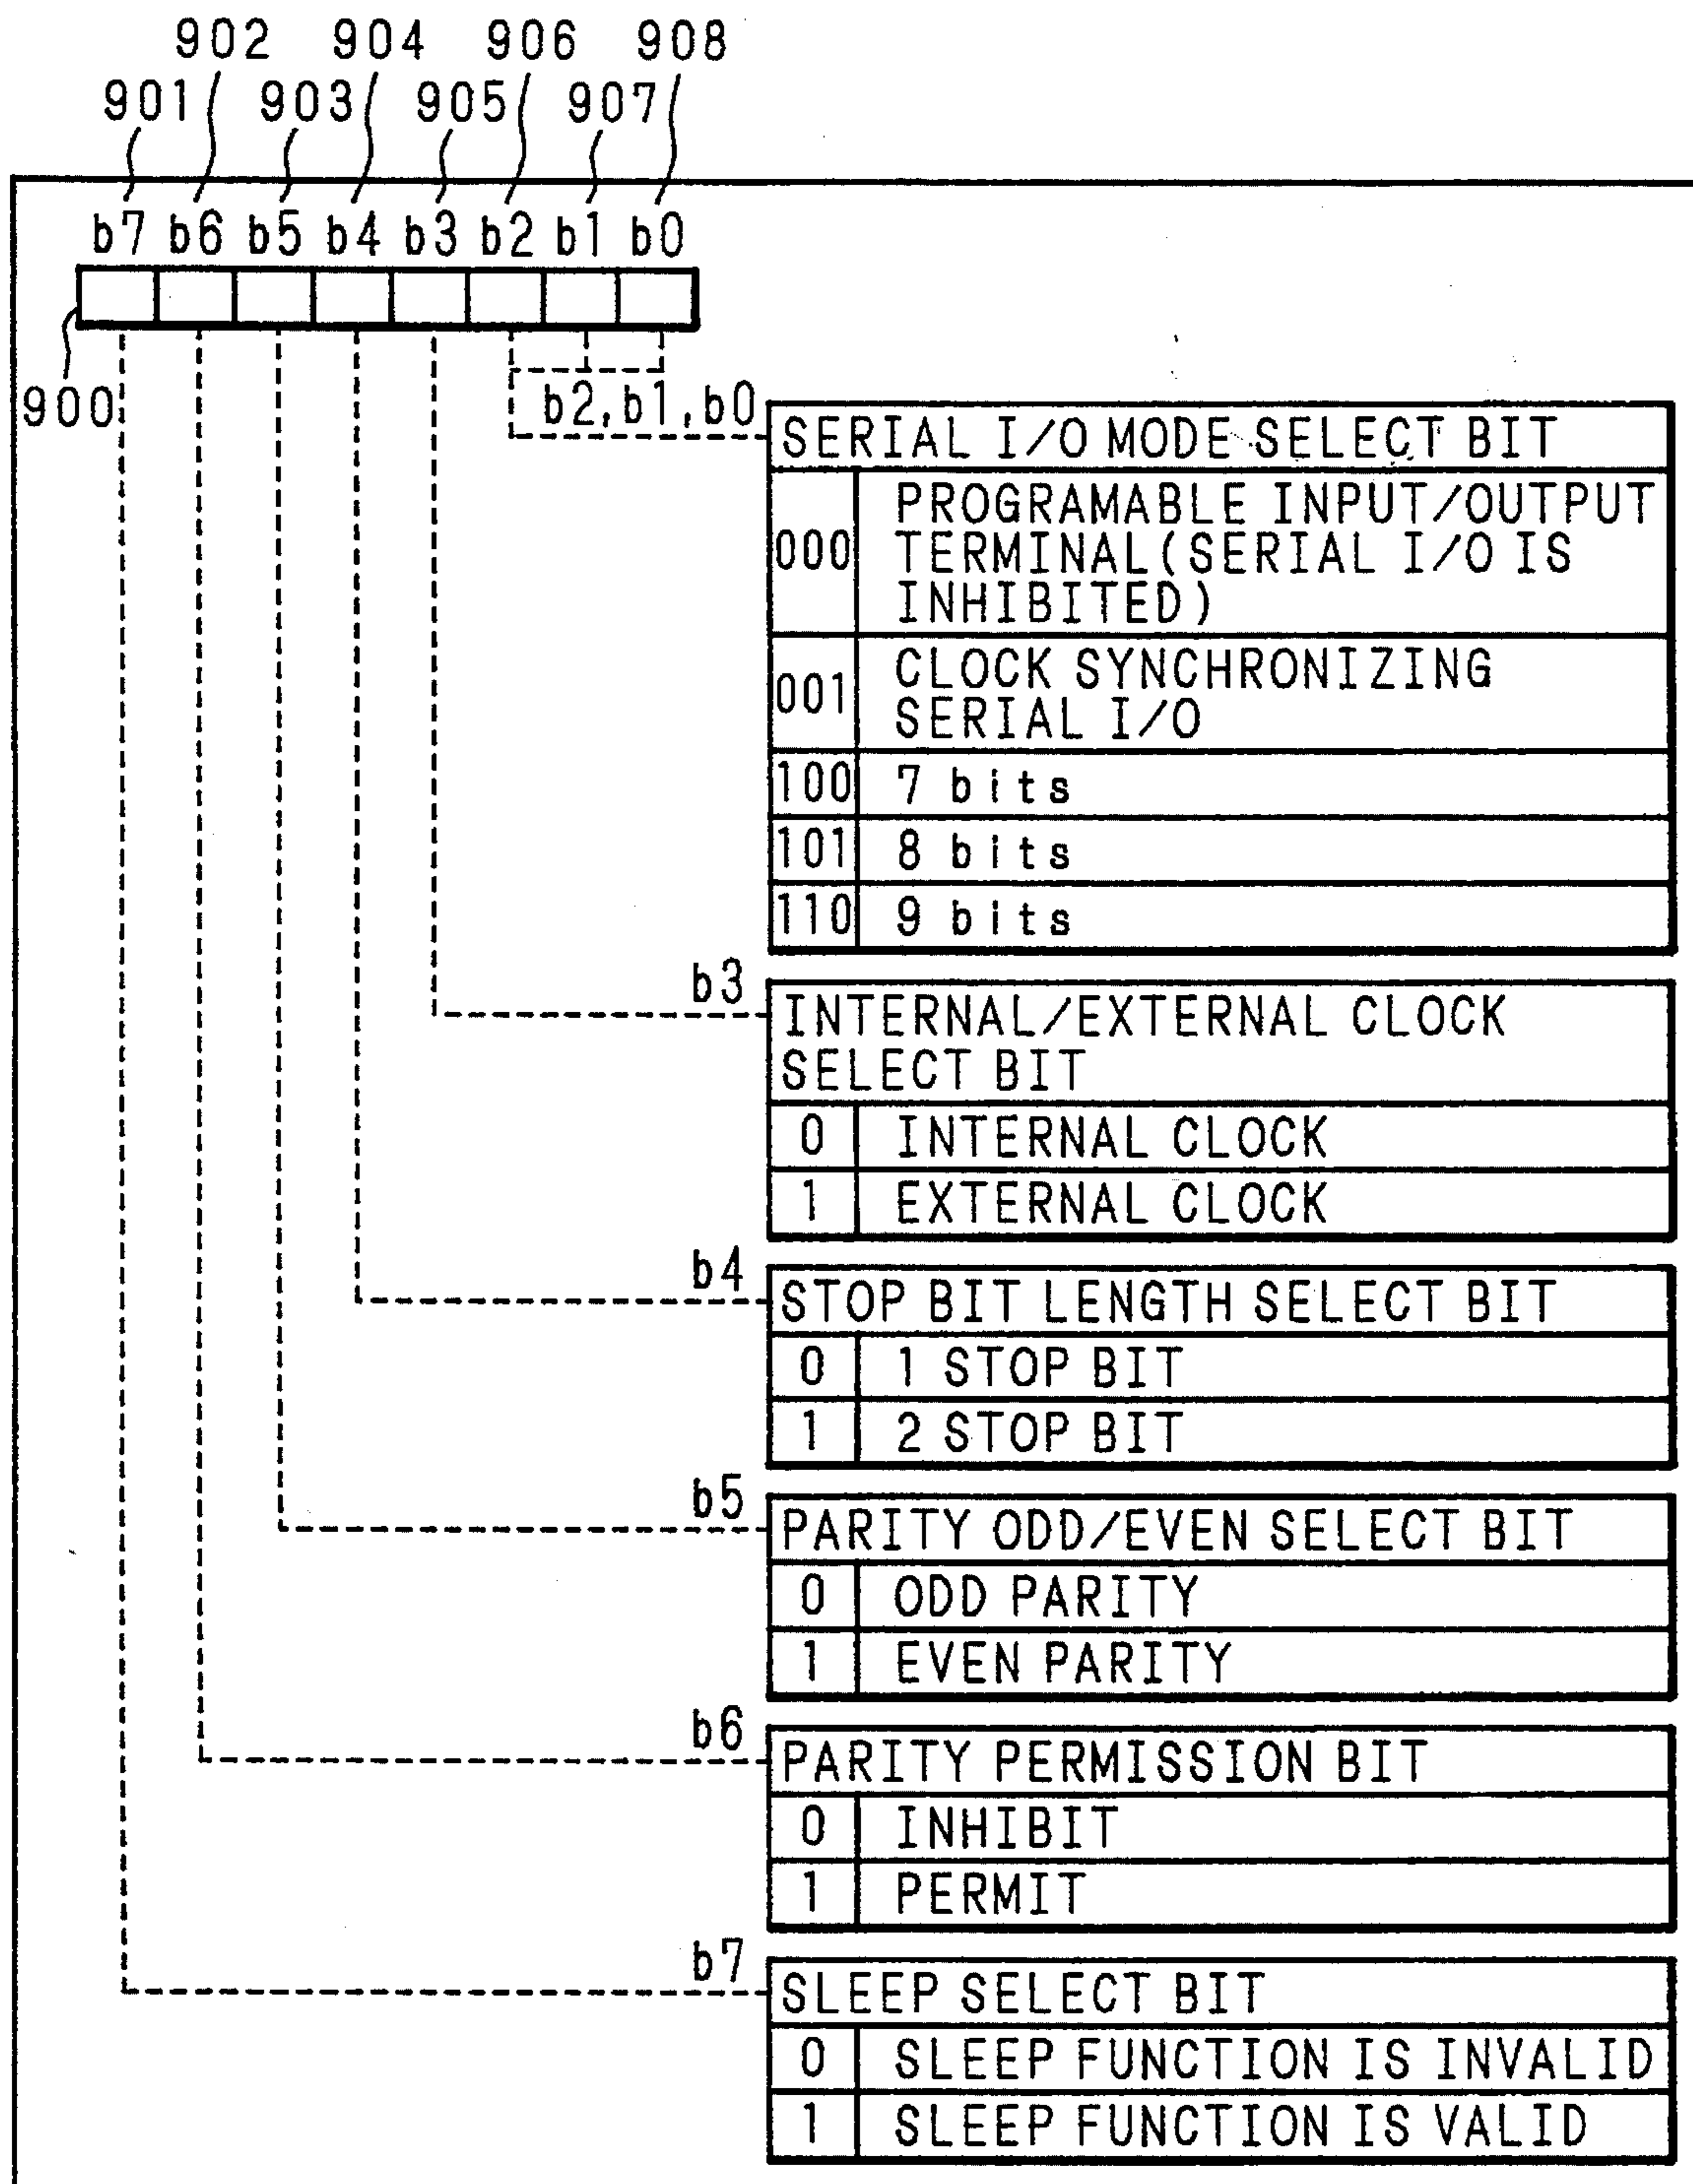 902 904 906 908
901 903 905 907
b7 b6 b5 b4 b3 b2 b1 b0
900
b2,b1,b0
SERIAL I/O MODE SELECT BIT
000 PROGRAMABLE INPUT/OUTPUT
TERMINAL(SERIAL I/O IS
INHIBITED)
001 CLOCK SYNCHRONIZING
SERIAL I/O
100 7 bits
101 8 bits
110 9 bits
b3
INTERNAL/EXTERNAL CLOCK
SELECT BIT
0 INTERNAL CLOCK
1 EXTERNAL CLOCK
b4
STOP BIT LENGTH SELECT BIT
0 1 STOP BIT
1 2 STOP BIT
b5
PARITY ODD/EVEN SELECT BIT
0 ODD PARITY
1 EVEN PARITY
b6
PARITY PERMISSION BIT
0 INHIBIT
1 PERMIT
b7
SLEEP SELECT BIT
0 SLEEP FUNCTION IS INVALID
1 SLEEP FUNCTION IS VALID